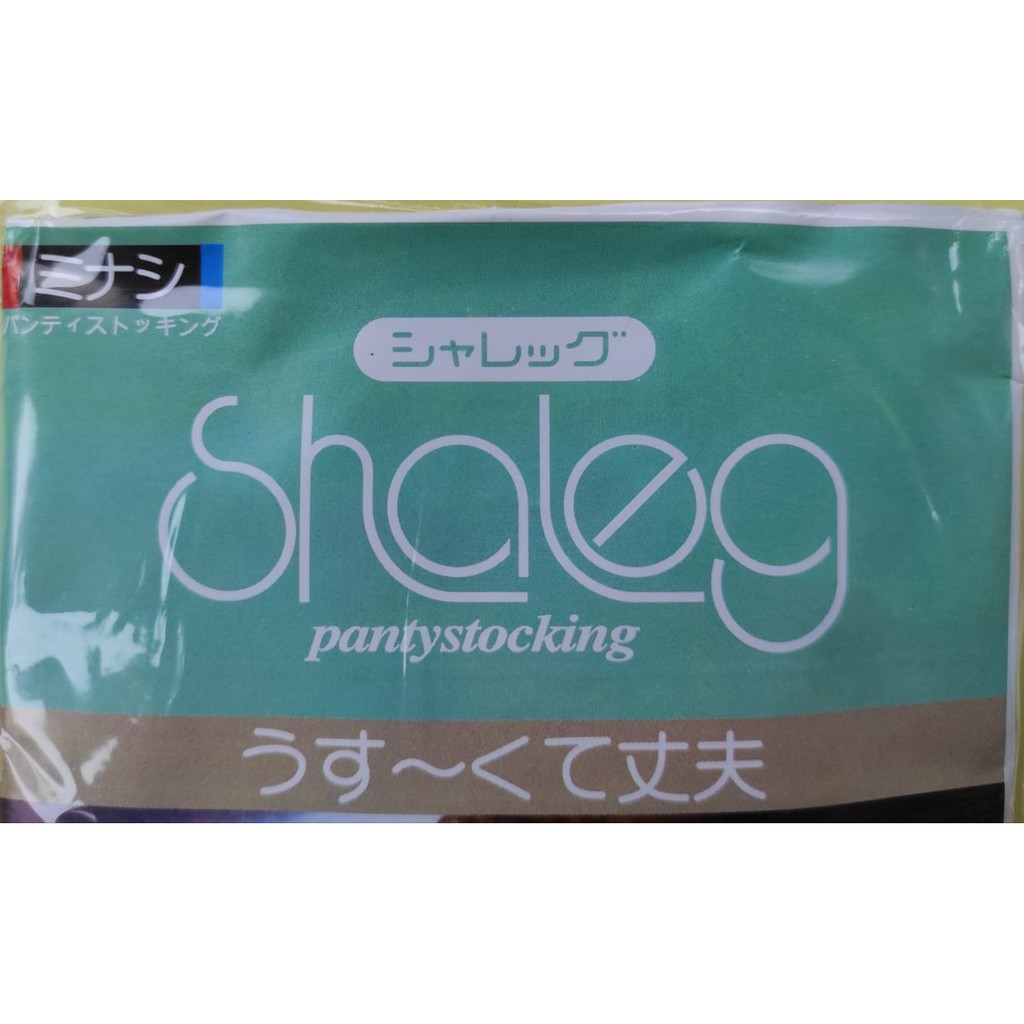 ミナシ
パンティストッキング
シャレッグ
Shaleg
pantystocking
うす～くて丈夫